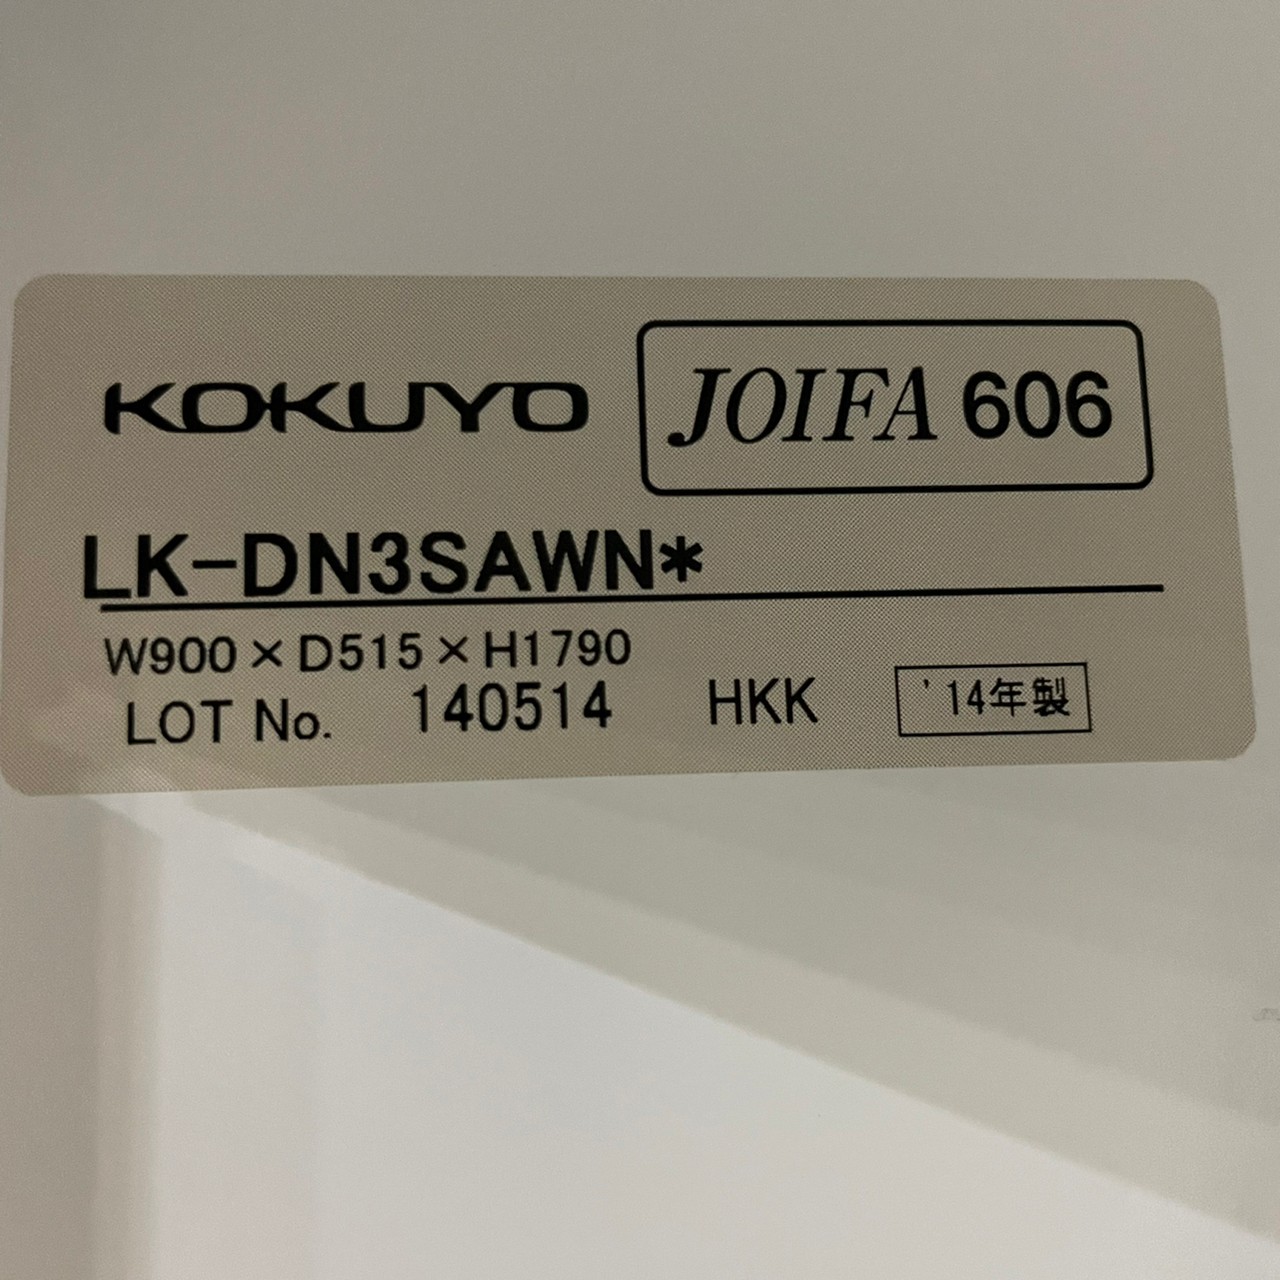 KOKUYO JOIFA 606
LK-DN3SAWN*
W900×D515×H1790
LOT No. 140514 HKK '14年製